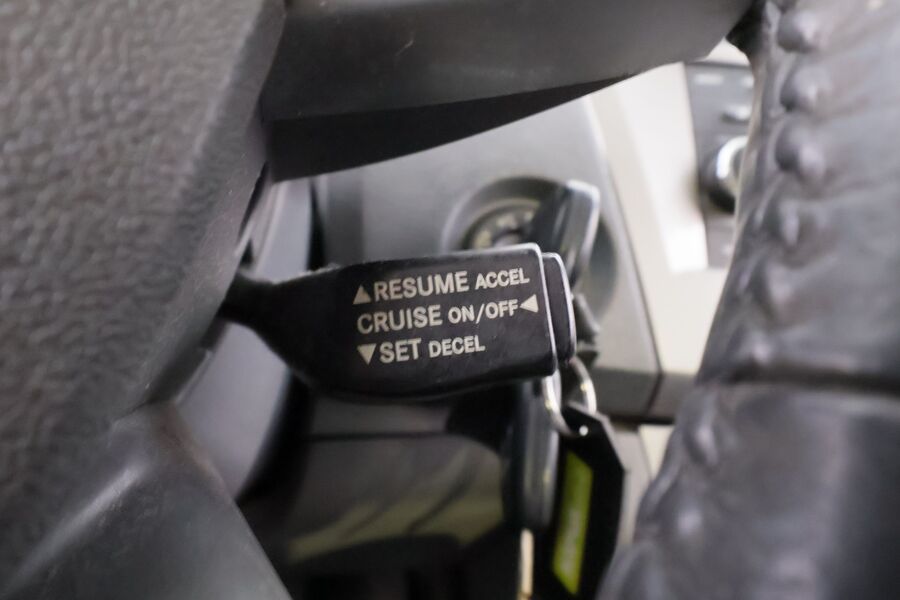 ▲RESUME ACCEL
CRUISE ON/OFF◄
▼SET DECEL